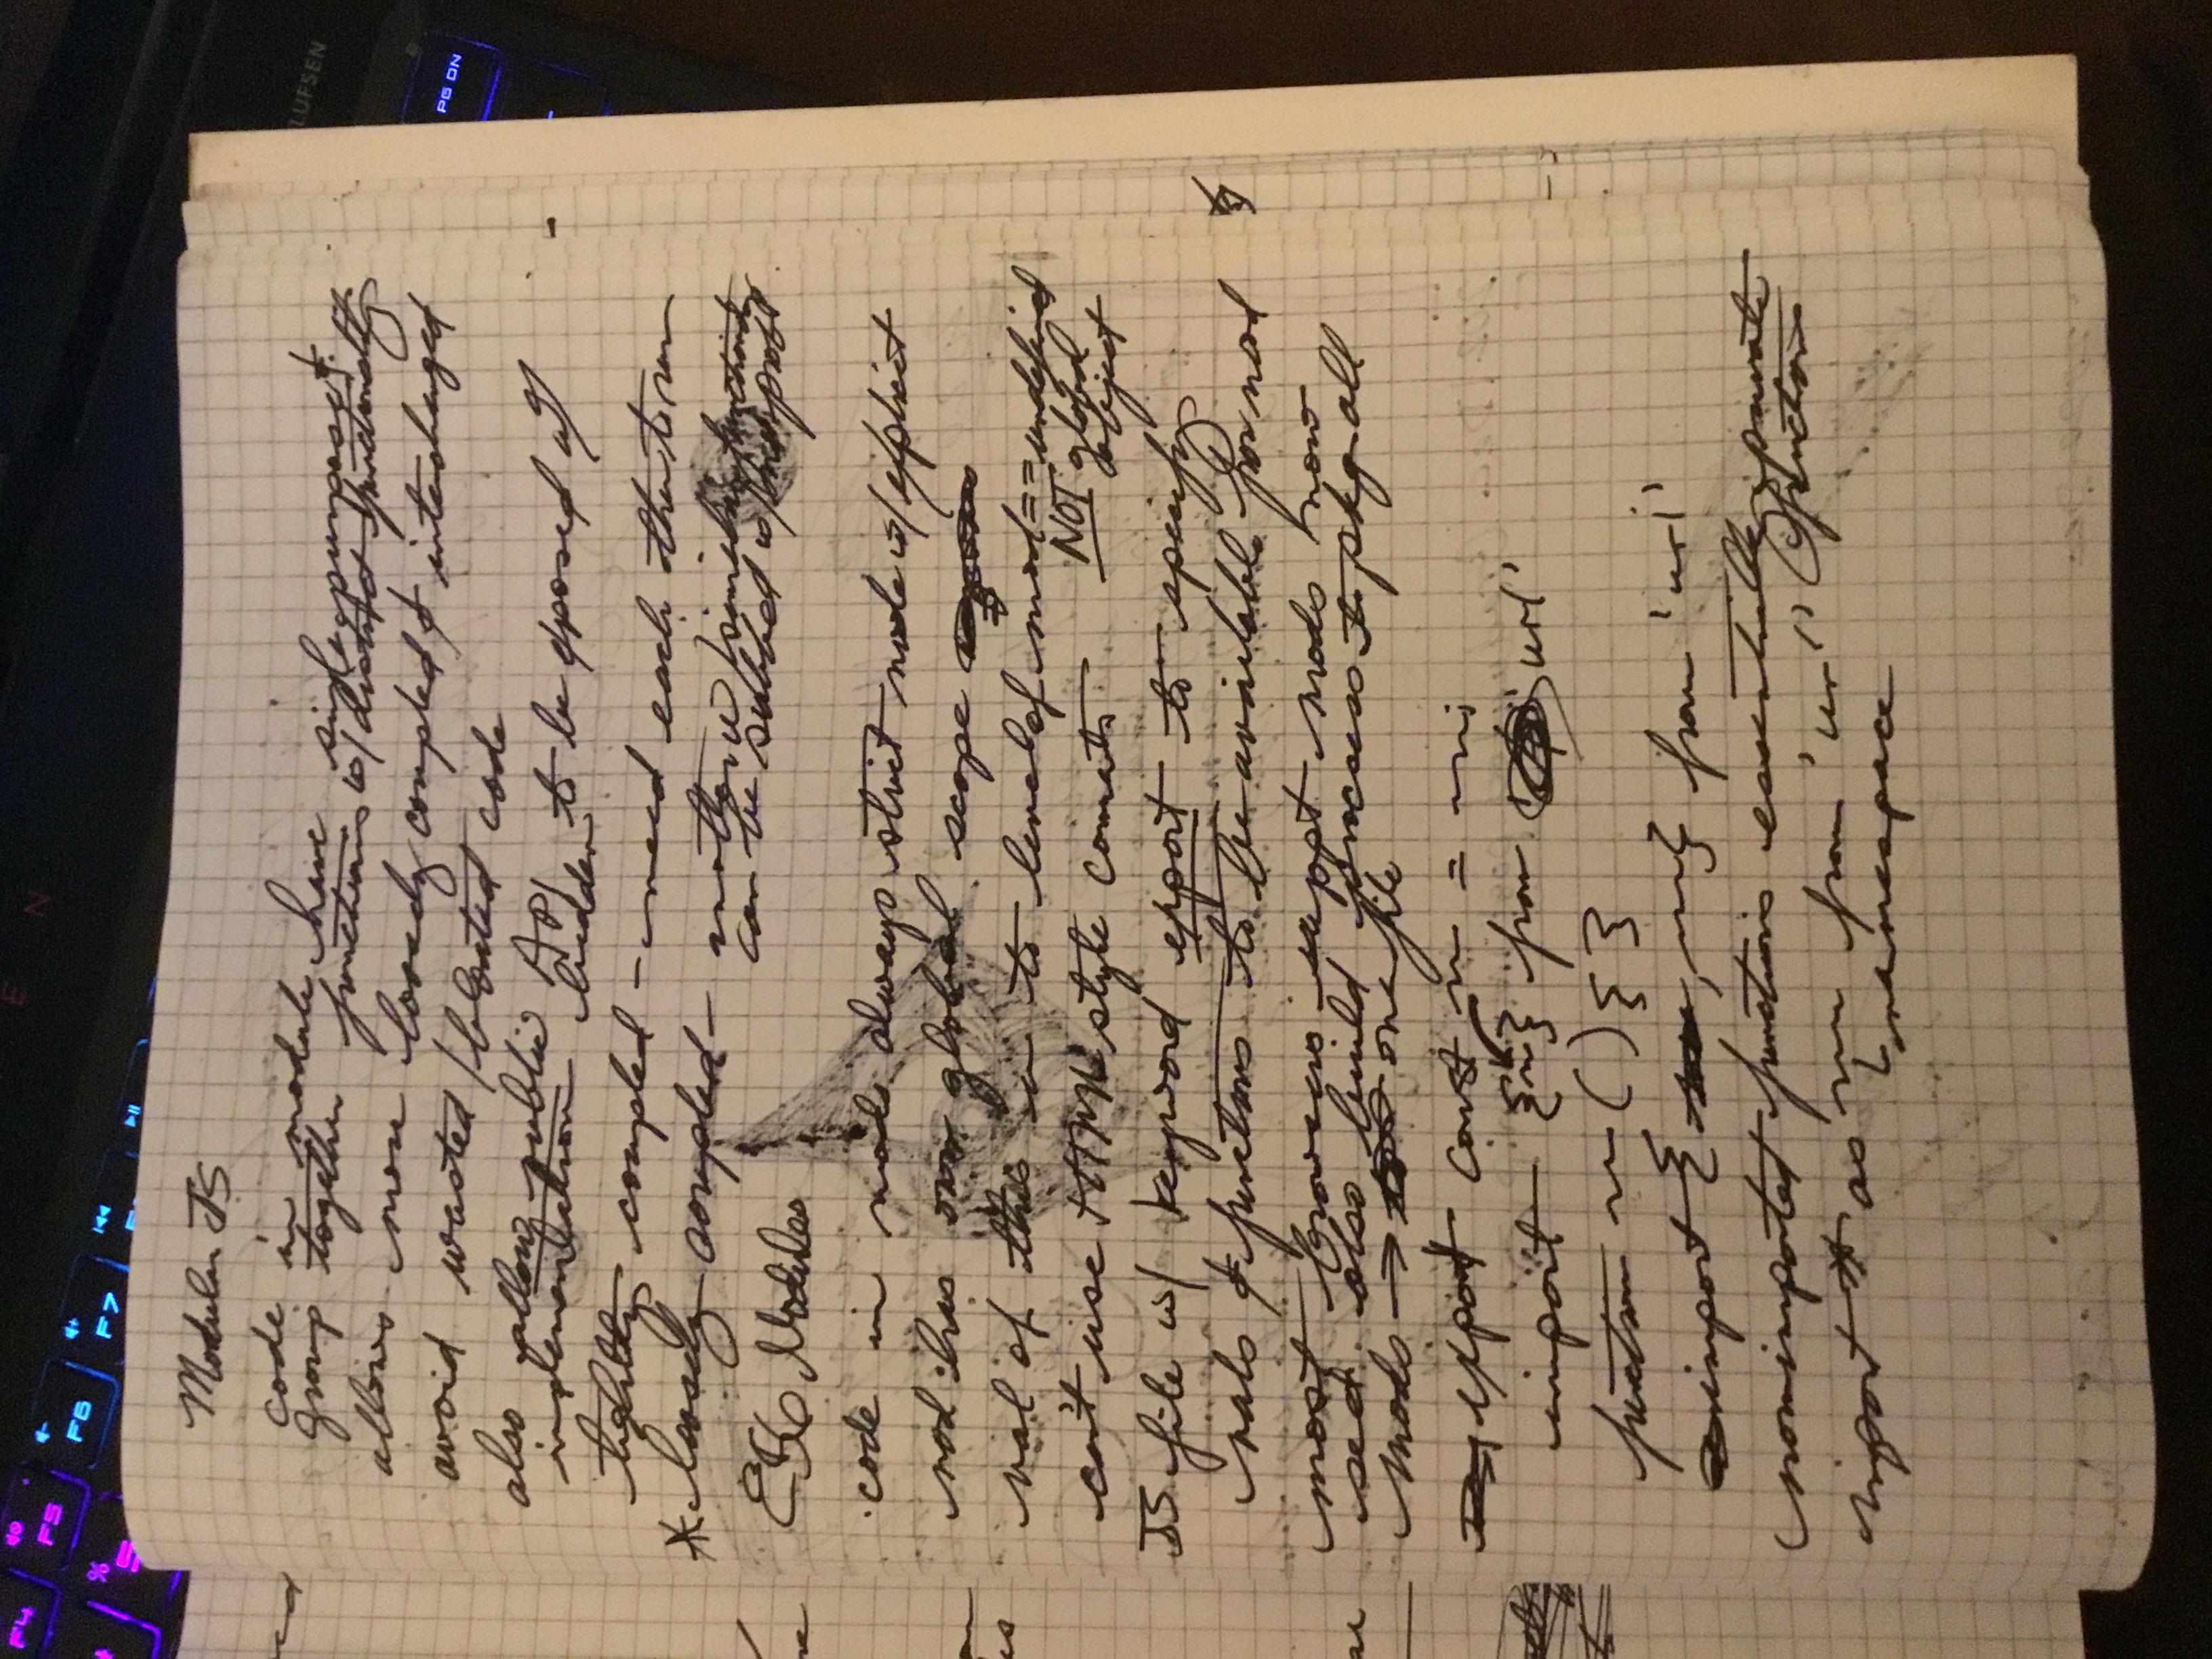 F4 F5 F6 F7
% 5
E N
LUFSEN
PG DN
Modular JS
code in module have single purpose &
group together functions w/ distinct functionality
allows more loosely coupled & interchanged
avoid wasted / bloated code
also allow public API to be exposed w/
implementation hidden
tightly coupled - need each other to run
* loosely coupled - another w/ similar functionality
can be subbed w/
ES6 Modules
code in mods always strict mode w/ explicit
mod has own global scope
val of this in to level of mod == undefined
NOT global
object
can't use HTML style comments
JS file w/ keyword export to specify
vals & functions to be available for mod
most browsers suppt mods now
also build process to pkg all
mods → one file
export const ~ = ~;
import {~} from 'url'
function ~ () { }
import { , ~} from 'url'
nonimported functions essentially private
functions
import * as ~ from 'url'
namespace